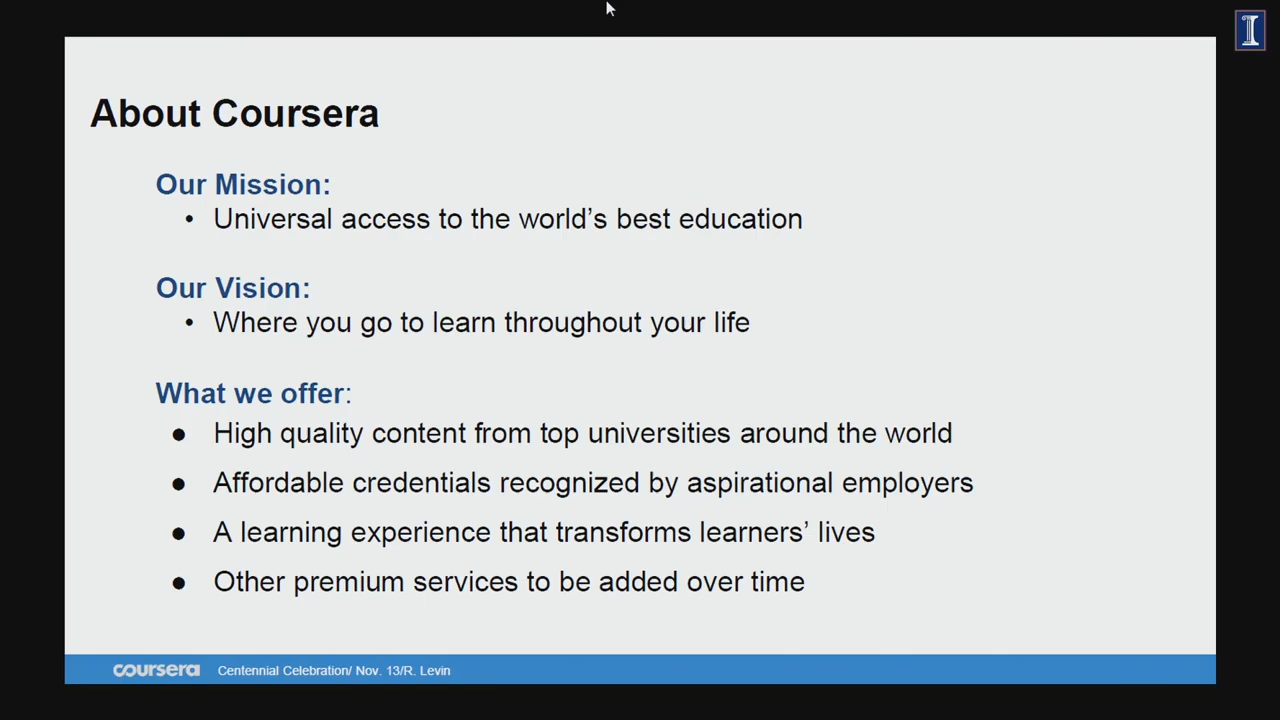 I
About Coursera
Our Mission:
• Universal access to the world’s best education
Our Vision:
• Where you go to learn throughout your life
What we offer:
● High quality content from top universities around the world
● Affordable credentials recognized by aspirational employers
● A learning experience that transforms learners’ lives
● Other premium services to be added over time
coursera Centennial Celebration/ Nov. 13/R. Levin